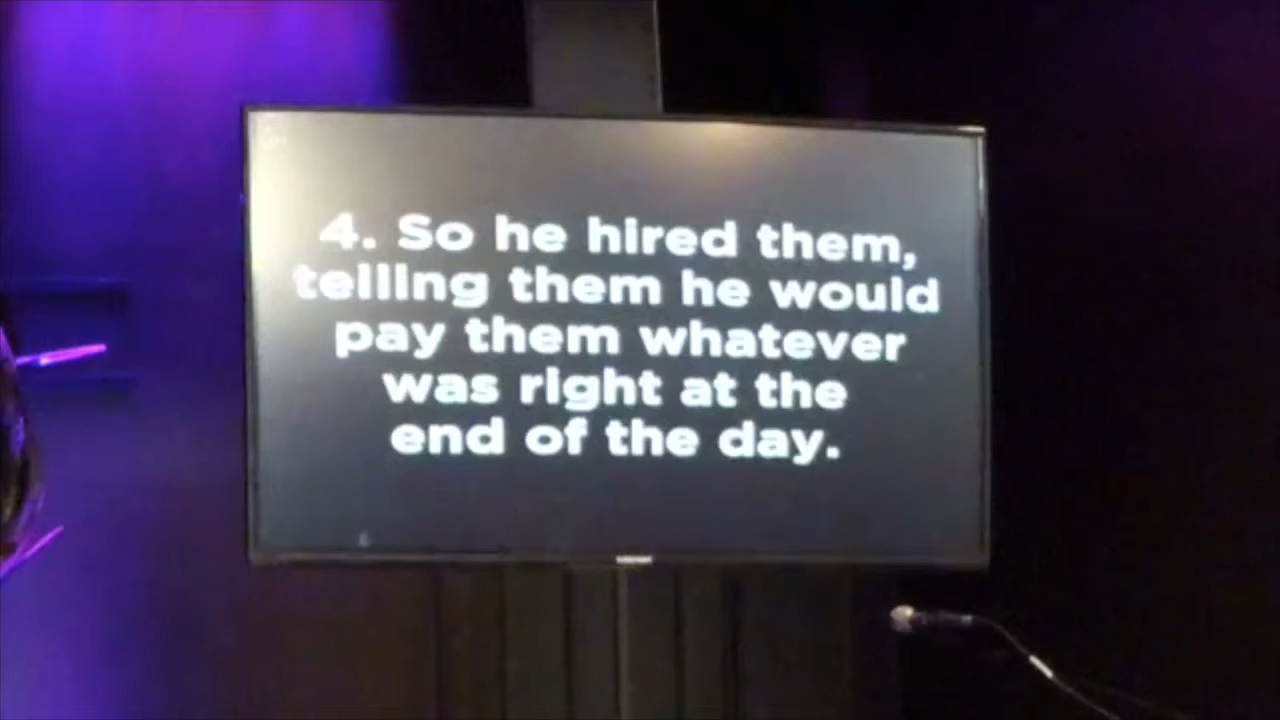 4. So he hired them,
telling them he would
pay them whatever
was right at the
end of the day.